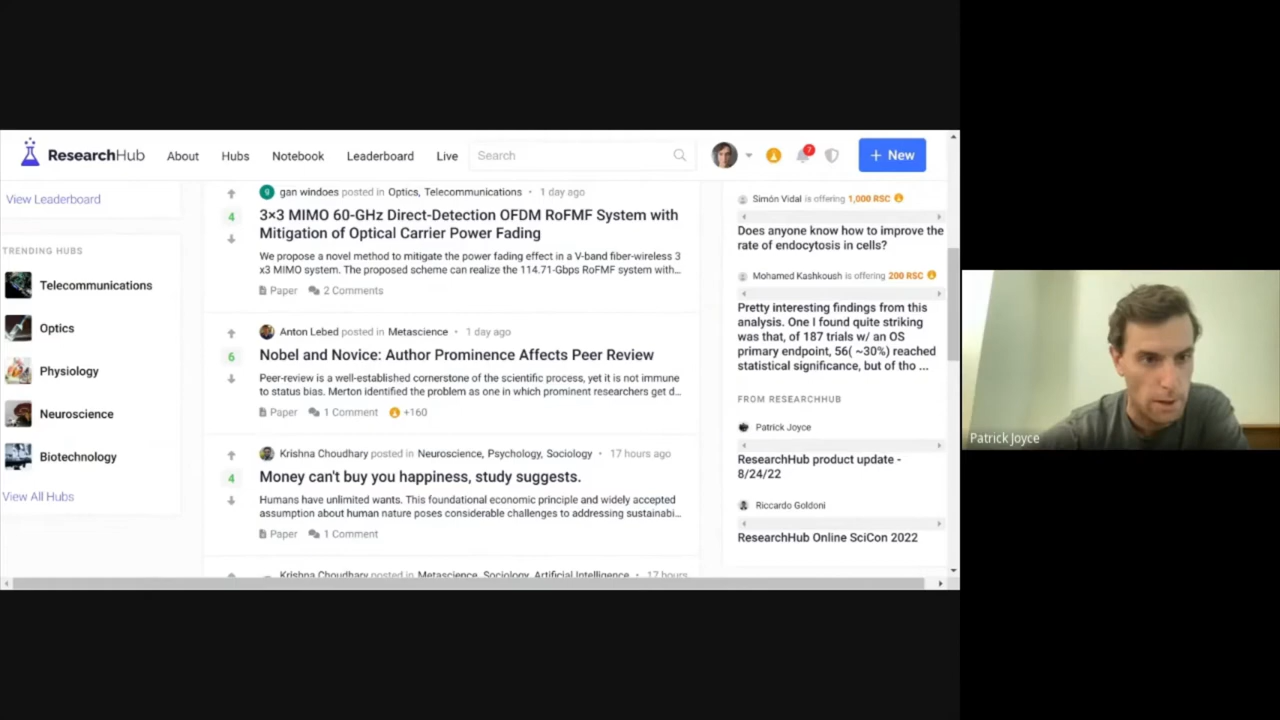 ResearchHub
About
Hubs
Notebook
Leaderboard
Live
Search
7
+ New
View Leaderboard
TRENDING HUBS
Telecommunications
Optics
Physiology
Neuroscience
Biotechnology
View All Hubs
g
gan windoes posted in Optics, Telecommunications • 1 day ago
4
3×3 MIMO 60-GHz Direct-Detection OFDM RoFMF System with
Mitigation of Optical Carrier Power Fading
We propose a novel method to mitigate the power fading effect in a V-band fiber-wireless 3
x3 MIMO system. The proposed scheme can realize the 114.71-Gbps RoFMF system with...
Paper 2 Comments
Anton Lebed posted in Metascience • 1 day ago
6
Nobel and Novice: Author Prominence Affects Peer Review
Peer-review is a well-established cornerstone of the scientific process, yet it is not immune
to status bias. Merton identified the problem as one in which prominent researchers get d...
Paper 1 Comment +160
Krishna Choudhary posted in Neuroscience, Psychology, Sociology • 17 hours ago
4
Money can't buy you happiness, study suggests.
Humans have unlimited wants. This foundational economic principle and widely accepted
assumption about human nature poses considerable challenges to addressing sustainabi...
Paper 1 Comment
Krishna Choudhary posted in Metascience, Sociology, Artificial Intelligence • 17 hours
Simón Vidal is offering 1,000 RSC
Does anyone know how to improve the
rate of endocytosis in cells?
Mohamed Kashkoush is offering 200 RSC
Pretty interesting findings from this
analysis. One I found quite striking
was that, of 187 trials w/ an OS
primary endpoint, 56( ~30%) reached
statistical significance, but of tho ...
FROM RESEARCHHUB
Patrick Joyce
ResearchHub product update -
8/24/22
Riccardo Goldoni
ResearchHub Online SciCon 2022
Patrick Joyce